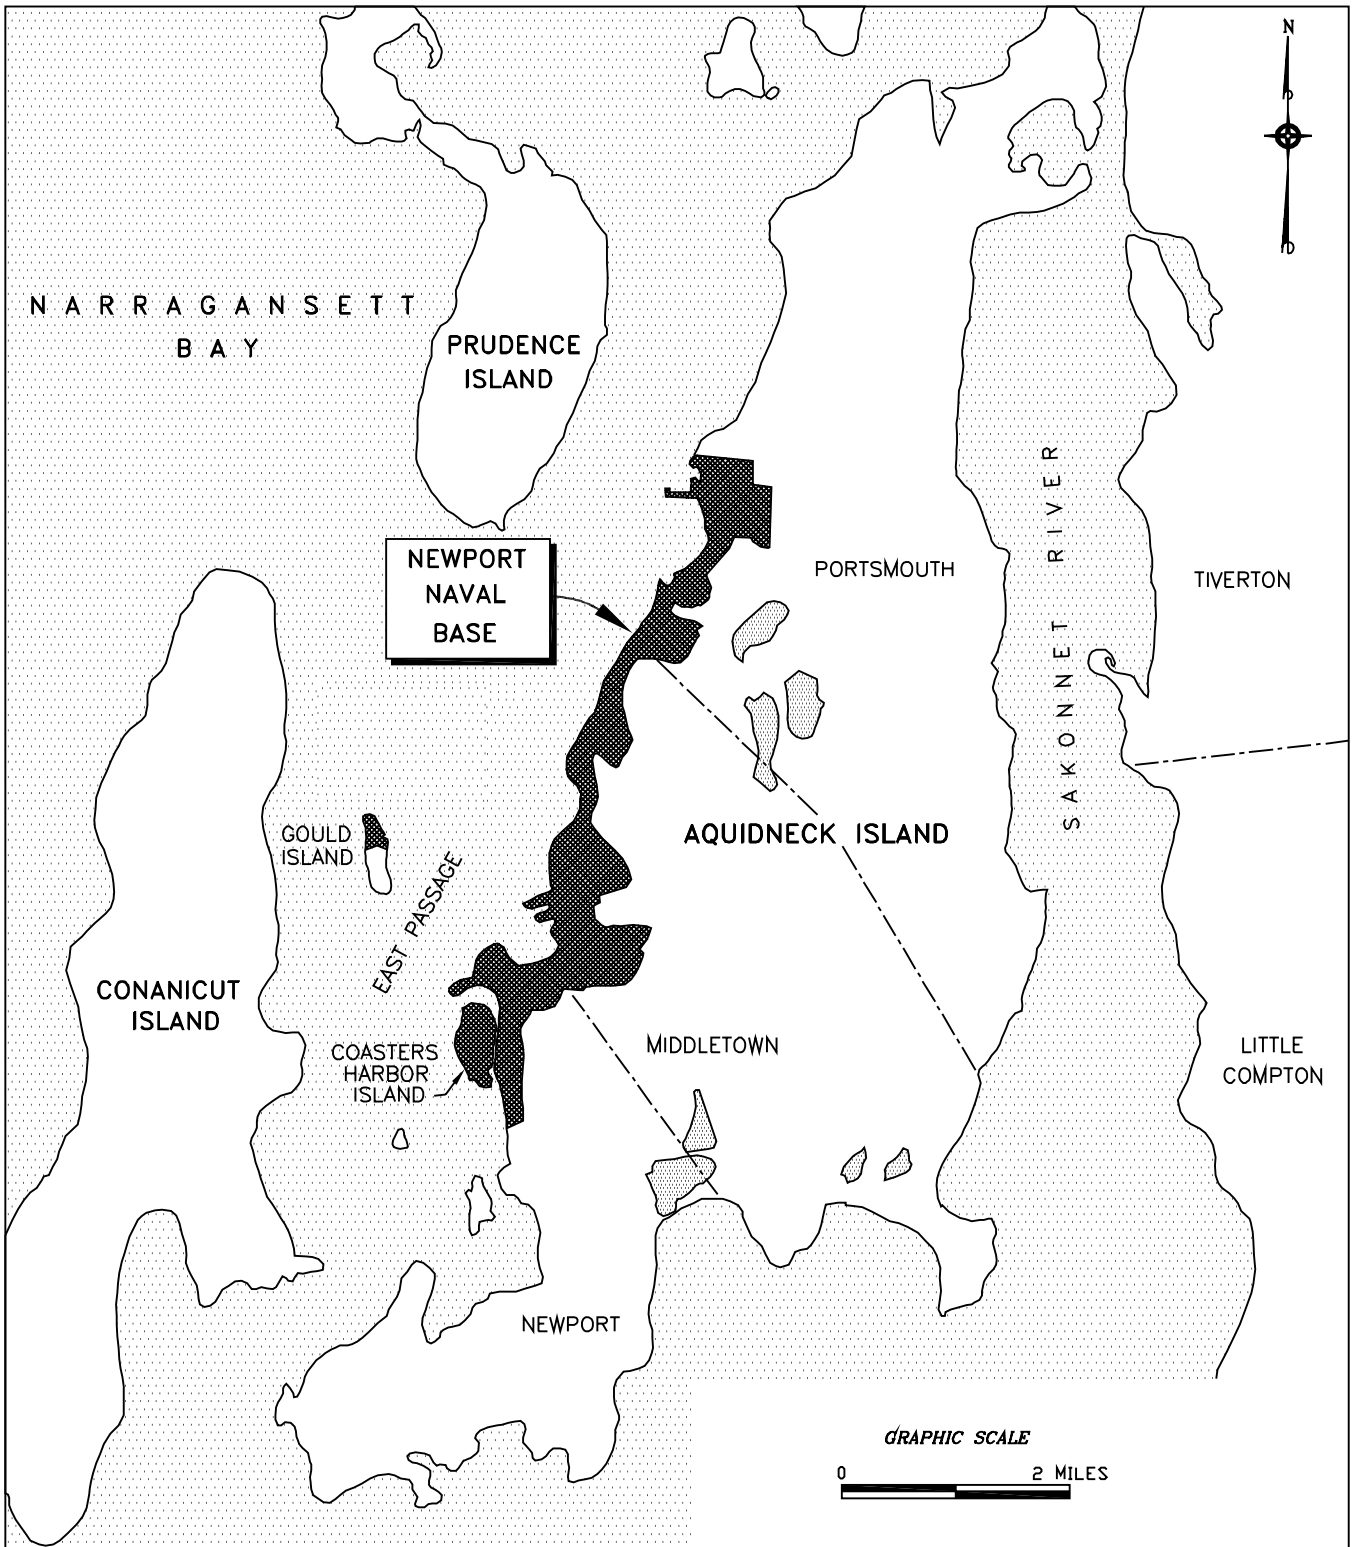 N
NARRAGANSETT
BAY
PRUDENCE
ISLAND
NEWPORT
NAVAL
BASE
PORTSMOUTH
SAKONNET RIVER
TIVERTON
GOULD
ISLAND
EAST PASSAGE
AQUIDNECK ISLAND
CONANICUT
ISLAND
COASTERS
HARBOR
ISLAND
MIDDLETOWN
LITTLE
COMPTON
NEWPORT
GRAPHIC SCALE
0 2 MILES